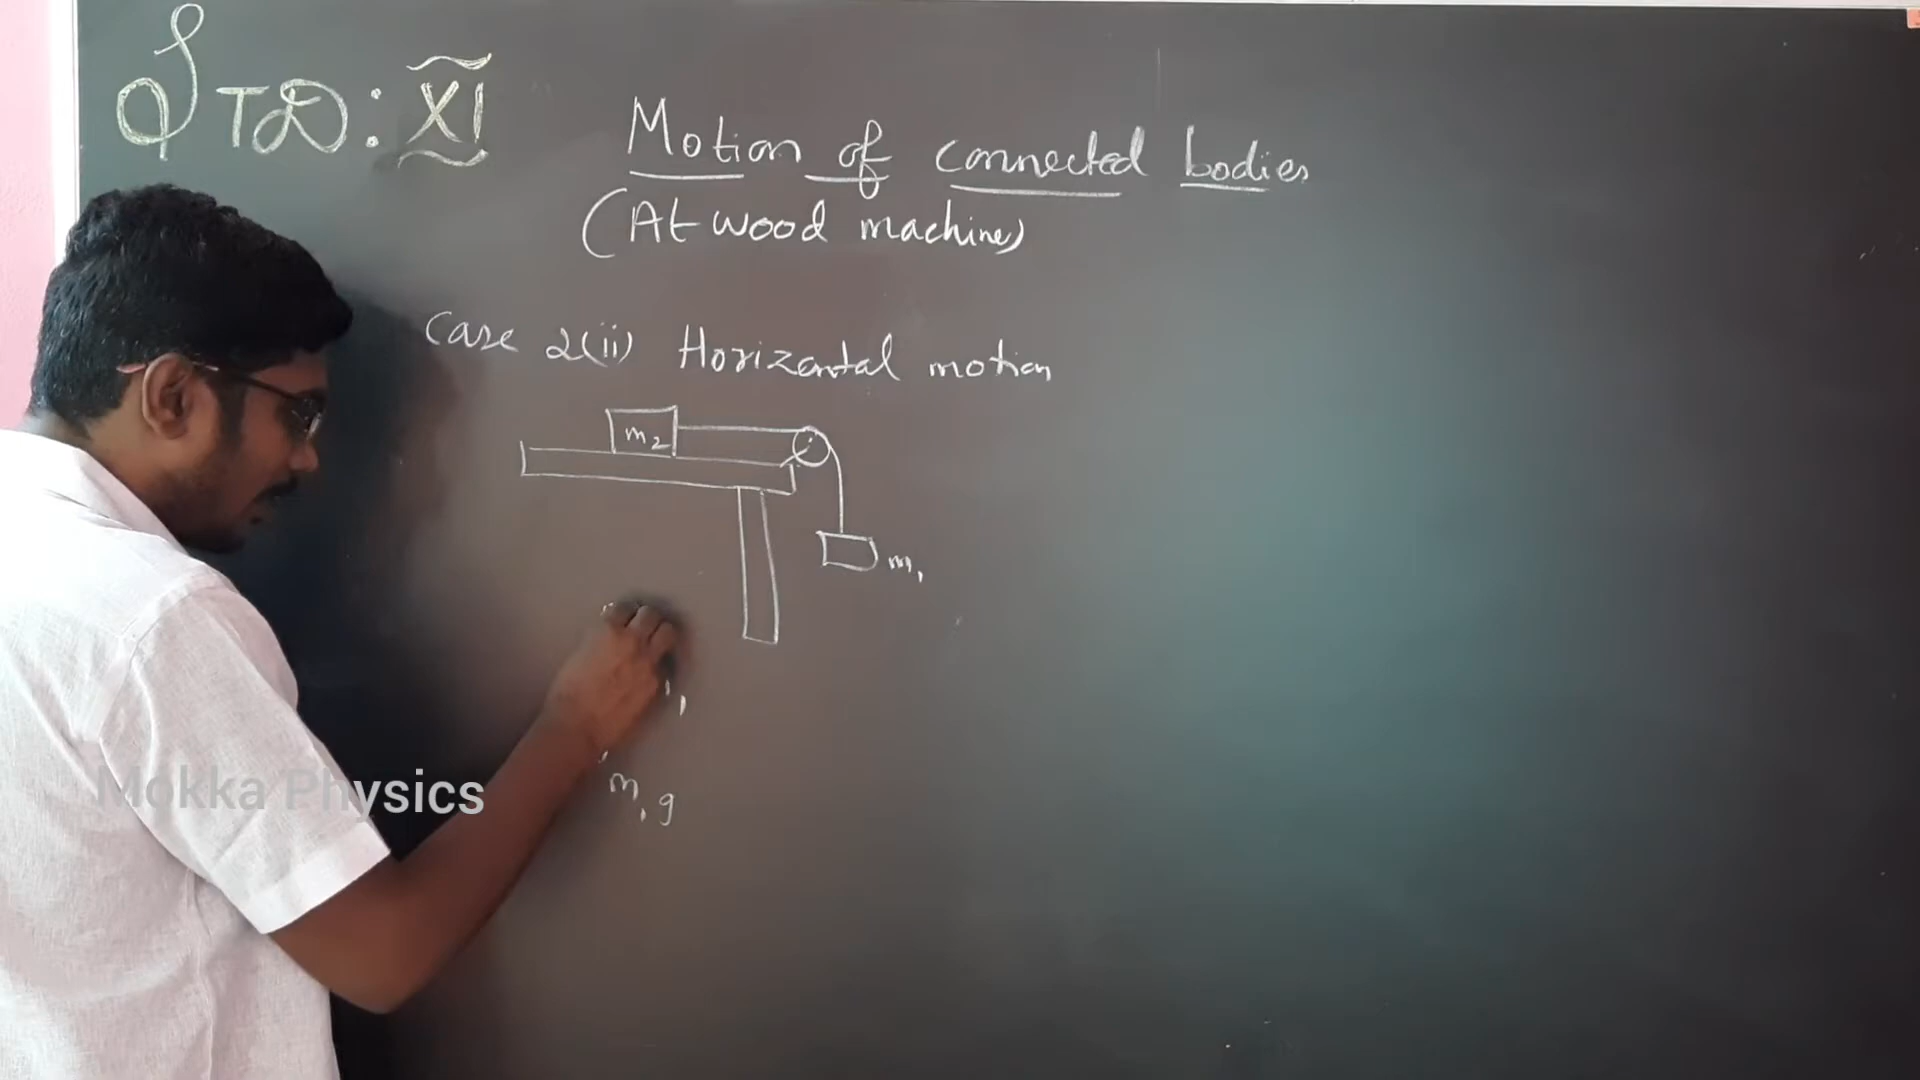 STD: XI
Motion of connected bodies
(Atwood machine)
Case 2(ii) Horizontal motion
m2
m1
m1g
Mokka Physics